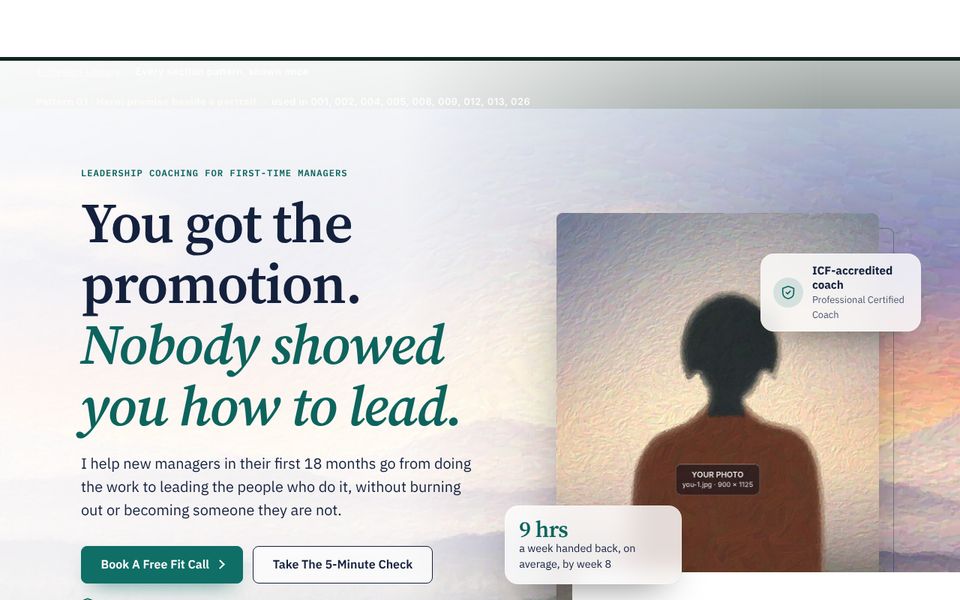 Every section pattern, shown once
Pattern 01 Hero: promise beside a portrait used in 001, 002, 004, 005, 008, 009, 012, 013, 026
LEADERSHIP COACHING FOR FIRST-TIME MANAGERS
You got the
promotion.
Nobody showed
you how to lead.
I help new managers in their first 18 months go from doing
the work to leading the people who do it, without burning
out or becoming someone they are not.
Book A Free Fit Call
Take The 5-Minute Check
ICF-accredited
coach
Professional Certified
Coach
YOUR PHOTO
you-1.jpg · 900 × 1125
9 hrs
a week handed back, on
average, by week 8